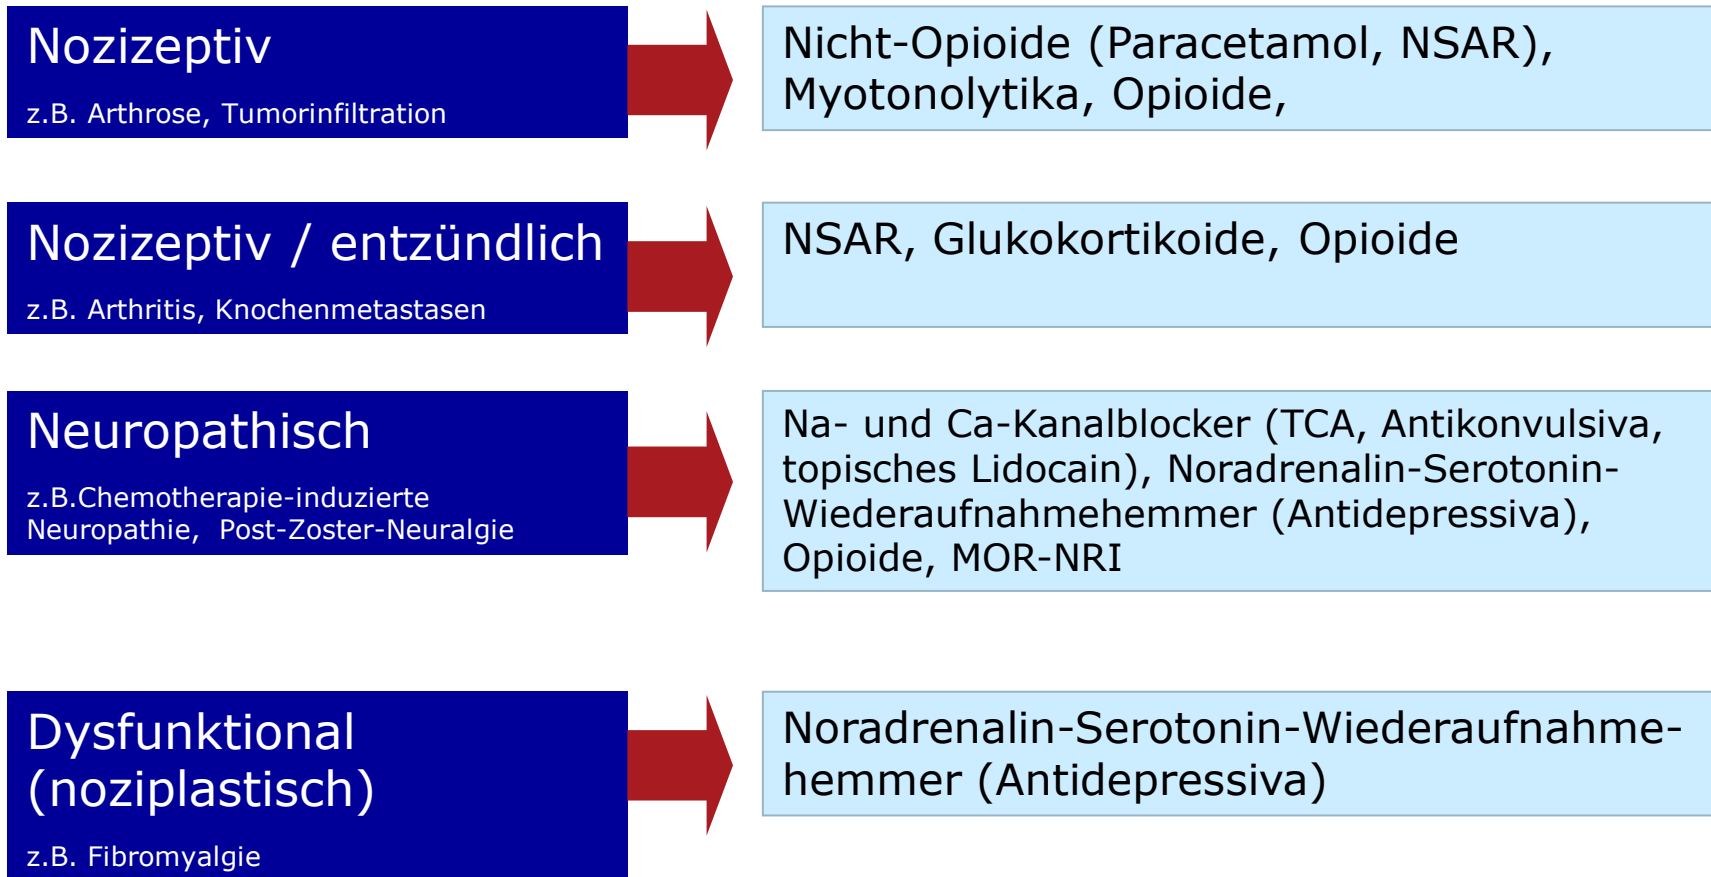 Nozizeptiv
z.B. Arthrose, Tumorinfiltration
Nicht-Opioide (Paracetamol, NSAR),
Myotonolytika, Opioide,
Nozizeptiv / entzündlich
z.B. Arthritis, Knochenmetastasen
NSAR, Glukokortikoide, Opioide
Neuropathisch
z.B.Chemotherapie-induzierte
Neuropathie, Post-Zoster-Neuralgie
Na- und Ca-Kanalblocker (TCA, Antikonvulsiva,
topisches Lidocain), Noradrenalin-Serotonin-
Wiederaufnahmehemmer (Antidepressiva),
Opioide, MOR-NRI
Dysfunktional
(noziplastisch)
z.B. Fibromyalgie
Noradrenalin-Serotonin-Wiederaufnahme-
hemmer (Antidepressiva)